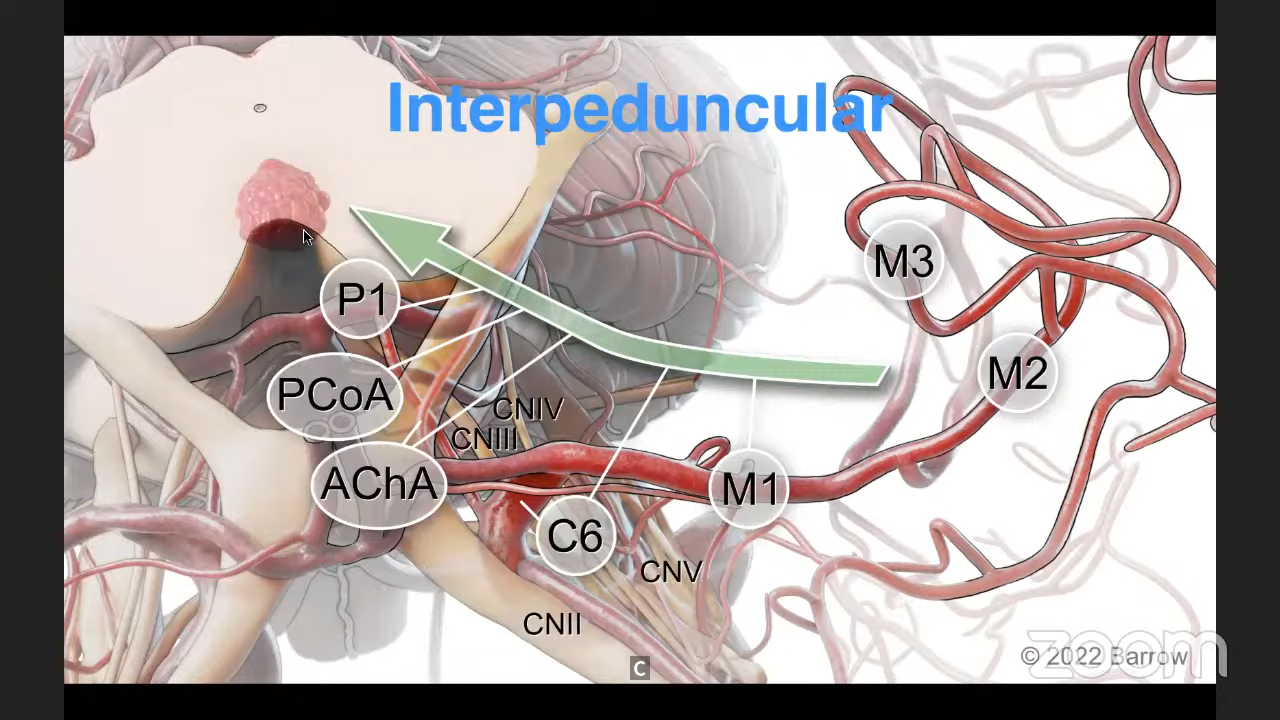 Interpeduncular
M3
P1
M2
PCoA
CNIV
CNIII
AChA
M1
C6
CNV
CNII
C
© 2022 Barrow
zoom